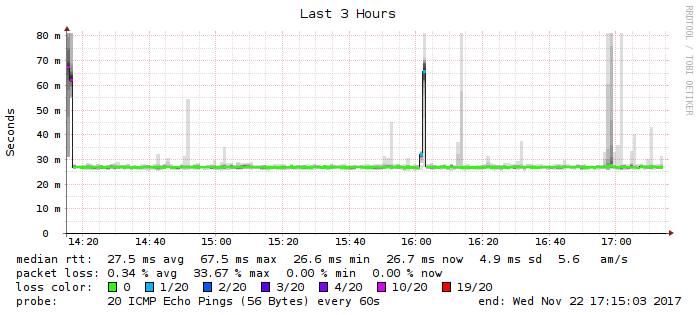 Last 3 Hours
RRDTOOL / TOBI OETIKER
Seconds
80 m
70 m
60 m
50 m
40 m
30 m
20 m
10 m
0
14:20 14:40 15:00 15:20 15:40 16:00 16:20 16:40 17:00
median rtt: 27.5 ms avg 67.5 ms max 26.6 ms min 26.7 ms now 4.9 ms sd 5.6 am/s
packet loss: 0.34 % avg 33.67 % max 0.00 % min 0.00 % now
loss color: 0 1/20 2/20 3/20 4/20 10/20 19/20
probe: 20 ICMP Echo Pings (56 Bytes) every 60s end: Wed Nov 22 17:15:03 2017